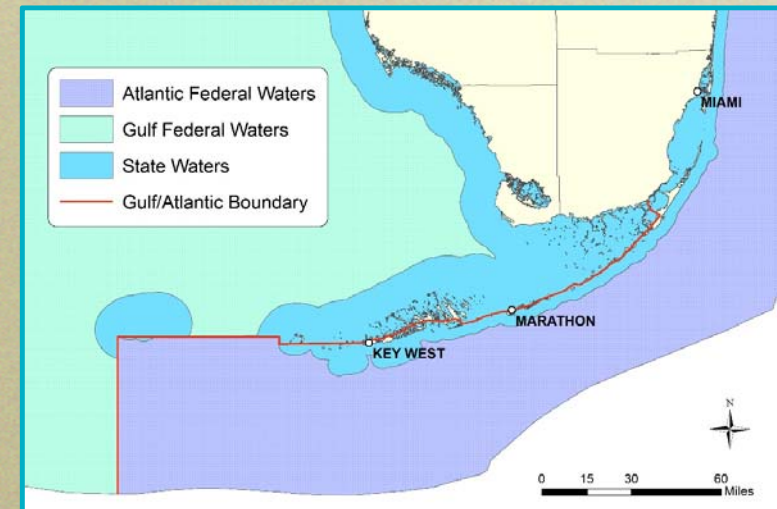 Atlantic Federal Waters
Gulf Federal Waters
State Waters
Gulf/Atlantic Boundary
MIAMI
MARATHON
KEY WEST
N
0 15 30 60
Miles